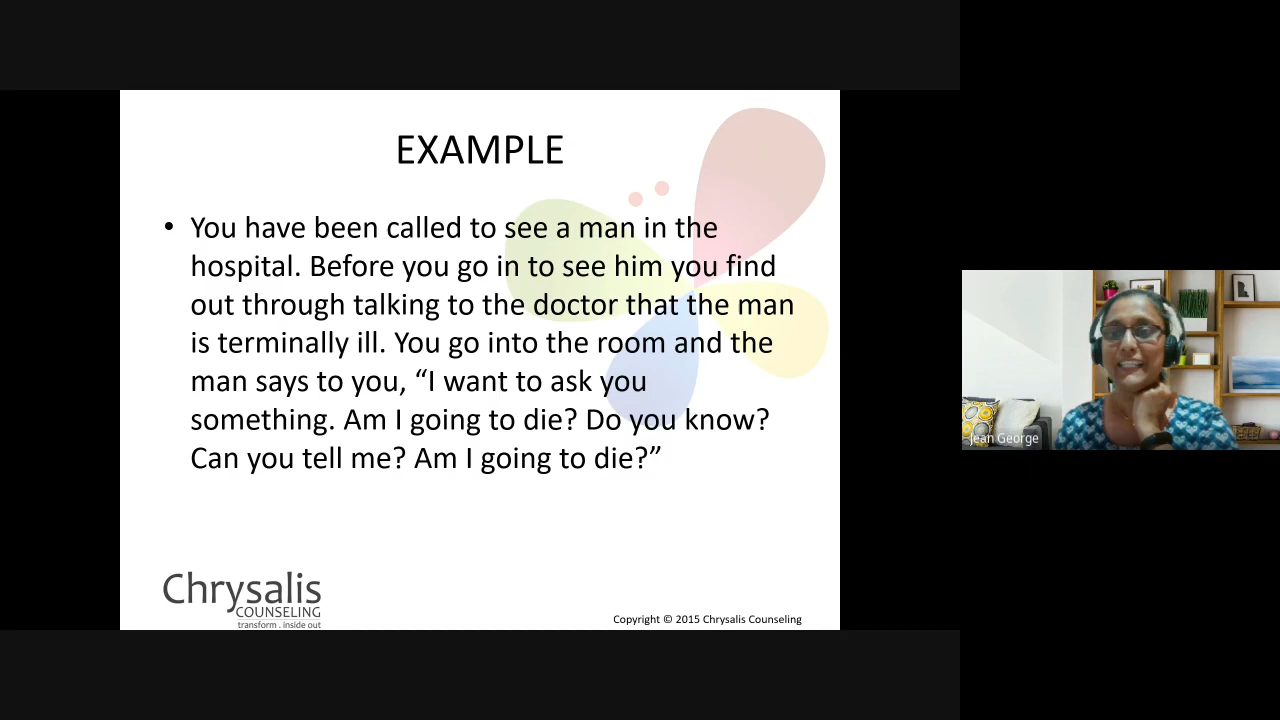 EXAMPLE
• You have been called to see a man in the
hospital. Before you go in to see him you find
out through talking to the doctor that the man
is terminally ill. You go into the room and the
man says to you, “I want to ask you
something. Am I going to die? Do you know?
Can you tell me? Am I going to die?”
Jean George
Chrysalis
COUNSELING
transform . inside out
Copyright © 2015 Chrysalis Counseling